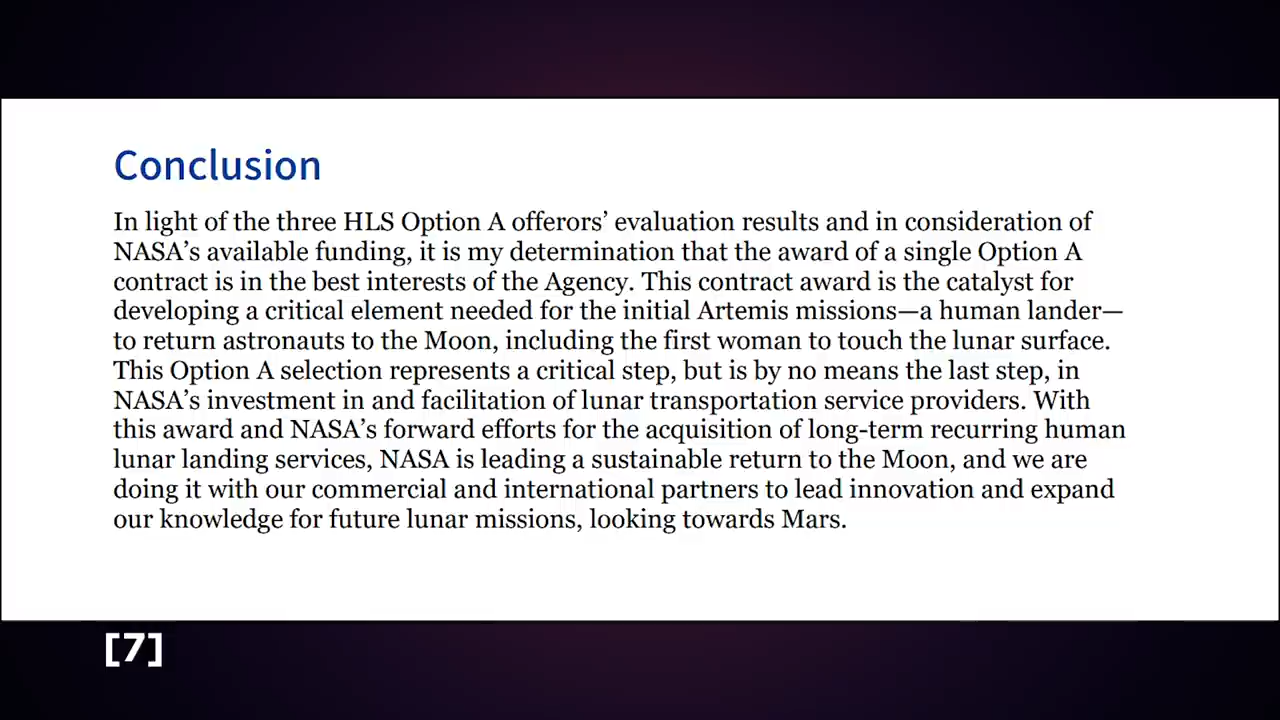 Conclusion
In light of the three HLS Option A offerors’ evaluation results and in consideration of
NASA’s available funding, it is my determination that the award of a single Option A
contract is in the best interests of the Agency. This contract award is the catalyst for
developing a critical element needed for the initial Artemis missions—a human lander—
to return astronauts to the Moon, including the first woman to touch the lunar surface.
This Option A selection represents a critical step, but is by no means the last step, in
NASA’s investment in and facilitation of lunar transportation service providers. With
this award and NASA’s forward efforts for the acquisition of long-term recurring human
lunar landing services, NASA is leading a sustainable return to the Moon, and we are
doing it with our commercial and international partners to lead innovation and expand
our knowledge for future lunar missions, looking towards Mars.
[7]